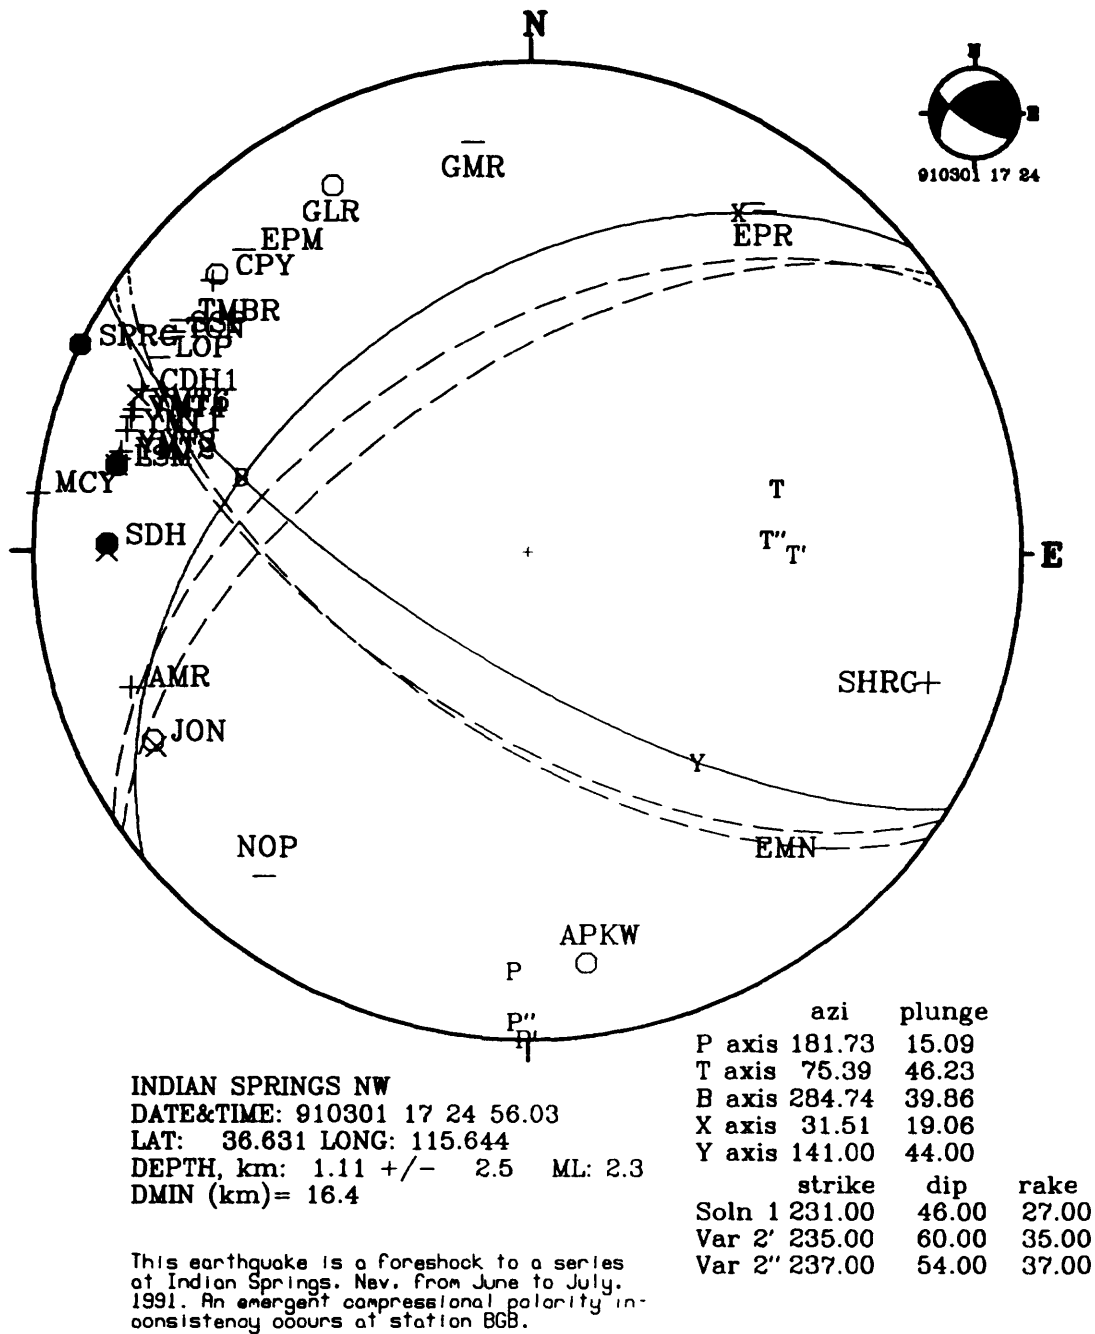 N
N
E
910301 17 24
GMR
GLR
X
EPR
EPM
CPY
TMBR
SPRG
LOP
CDH1
MCY
B
SDH
T
T''
T'
E
AMR
SHRG
JON
Y
NOP
EMN
APKW
P
P''
P'
azi plunge
P axis 181.73 15.09
T axis 75.39 46.23
B axis 284.74 39.86
X axis 31.51 19.06
Y axis 141.00 44.00
strike dip rake
Soln 1 231.00 46.00 27.00
Var 2' 235.00 60.00 35.00
Var 2'' 237.00 54.00 37.00
INDIAN SPRINGS NW
DATE&TIME: 910301 17 24 56.03
LAT: 36.631 LONG: 115.644
DEPTH, km: 1.11 +/- 2.5 ML: 2.3
DMIN (km)= 16.4
This earthquake is a foreshock to a series
at Indian Springs, Nev. from June to July,
1991. An emergent compressional polarity in-
consistency occurs at station BGB.